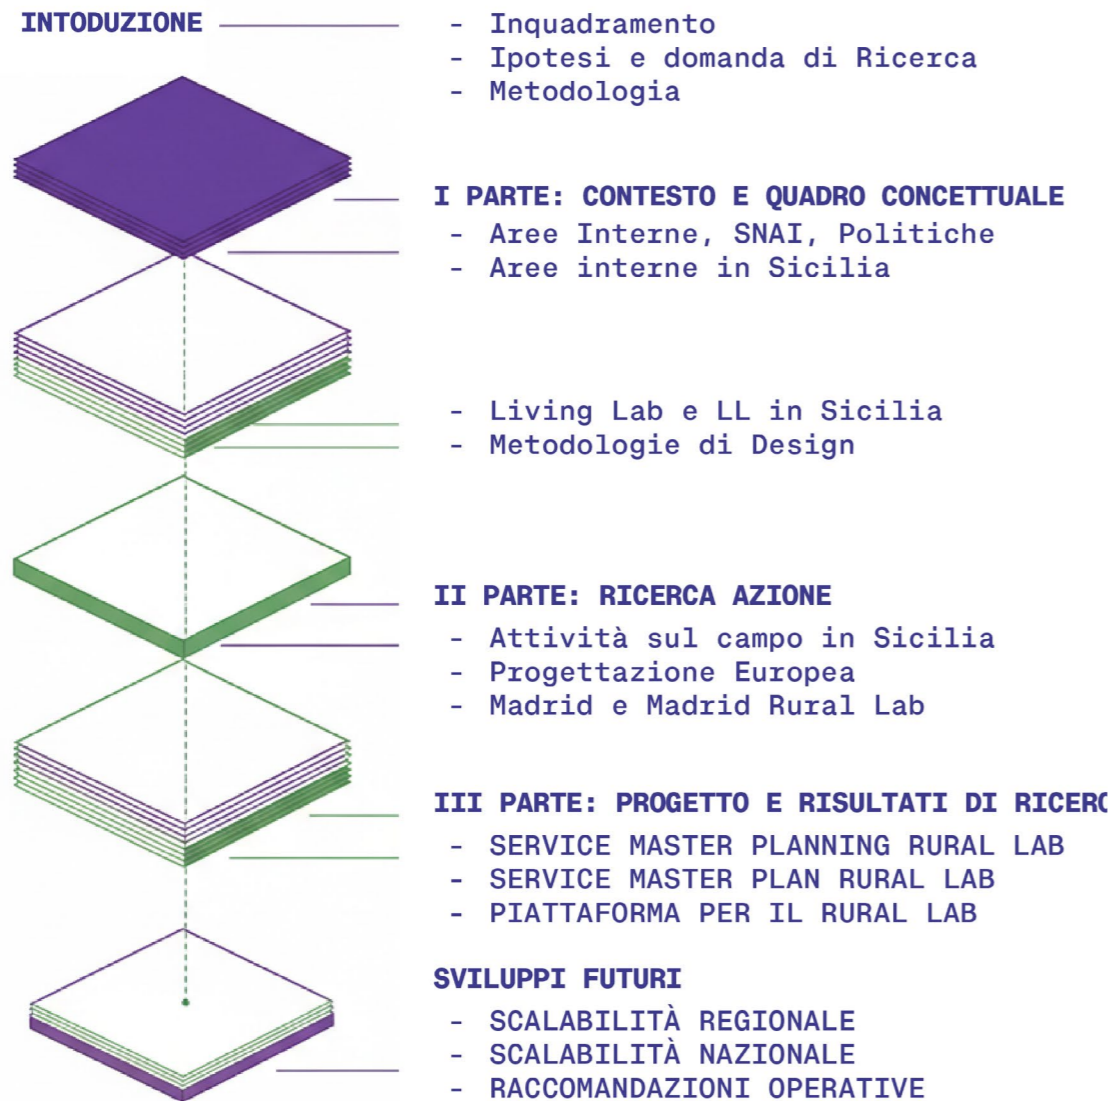 INTODUZIONE
- Inquadramento
- Ipotesi e domanda di Ricerca
- Metodologia
I PARTE: CONTESTO E QUADRO CONCETTUALE
- Aree Interne, SNAI, Politiche
- Aree interne in Sicilia
- Living Lab e LL in Sicilia
- Metodologie di Design
II PARTE: RICERCA AZIONE
- Attività sul campo in Sicilia
- Progettazione Europea
- Madrid e Madrid Rural Lab
III PARTE: PROGETTO E RISULTATI DI RICERC
- SERVICE MASTER PLANNING RURAL LAB
- SERVICE MASTER PLAN RURAL LAB
- PIATTAFORMA PER IL RURAL LAB
SVILUPPI FUTURI
- SCALABILITÀ REGIONALE
- SCALABILITÀ NAZIONALE
- RACCOMANDAZIONI OPERATIVE